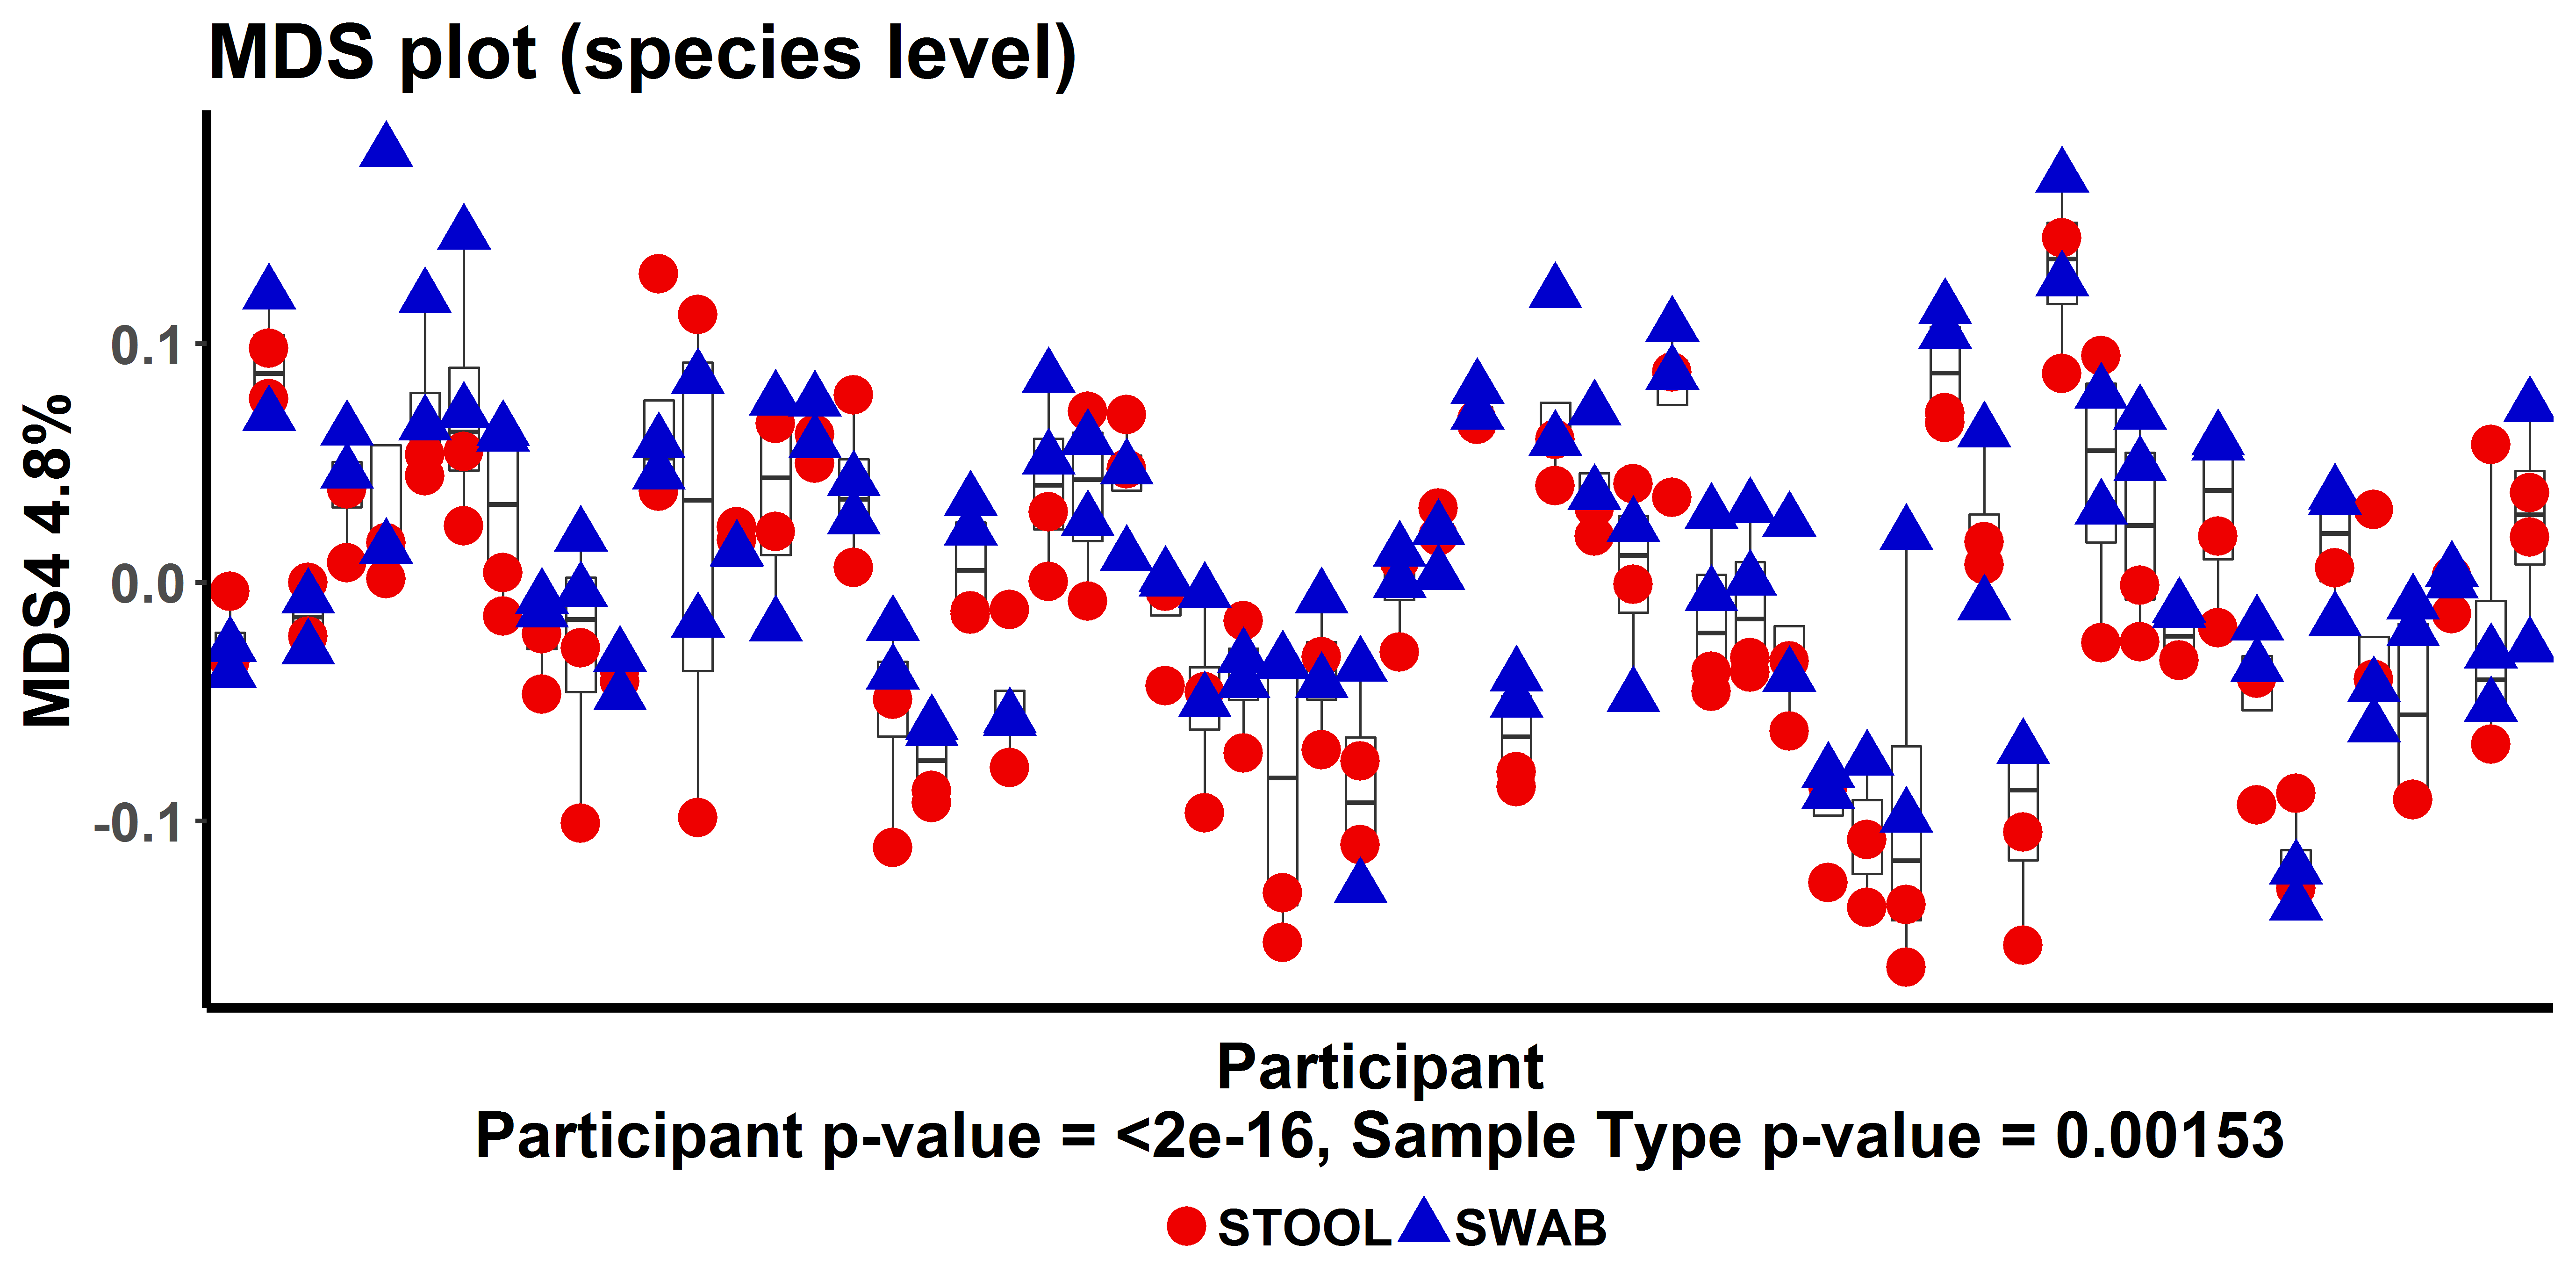 MDS plot (species level)
MDS4 4.8%
0.1
0.0
-0.1
Participant
Participant p-value = <2e-16, Sample Type p-value = 0.00153
STOOL SWAB